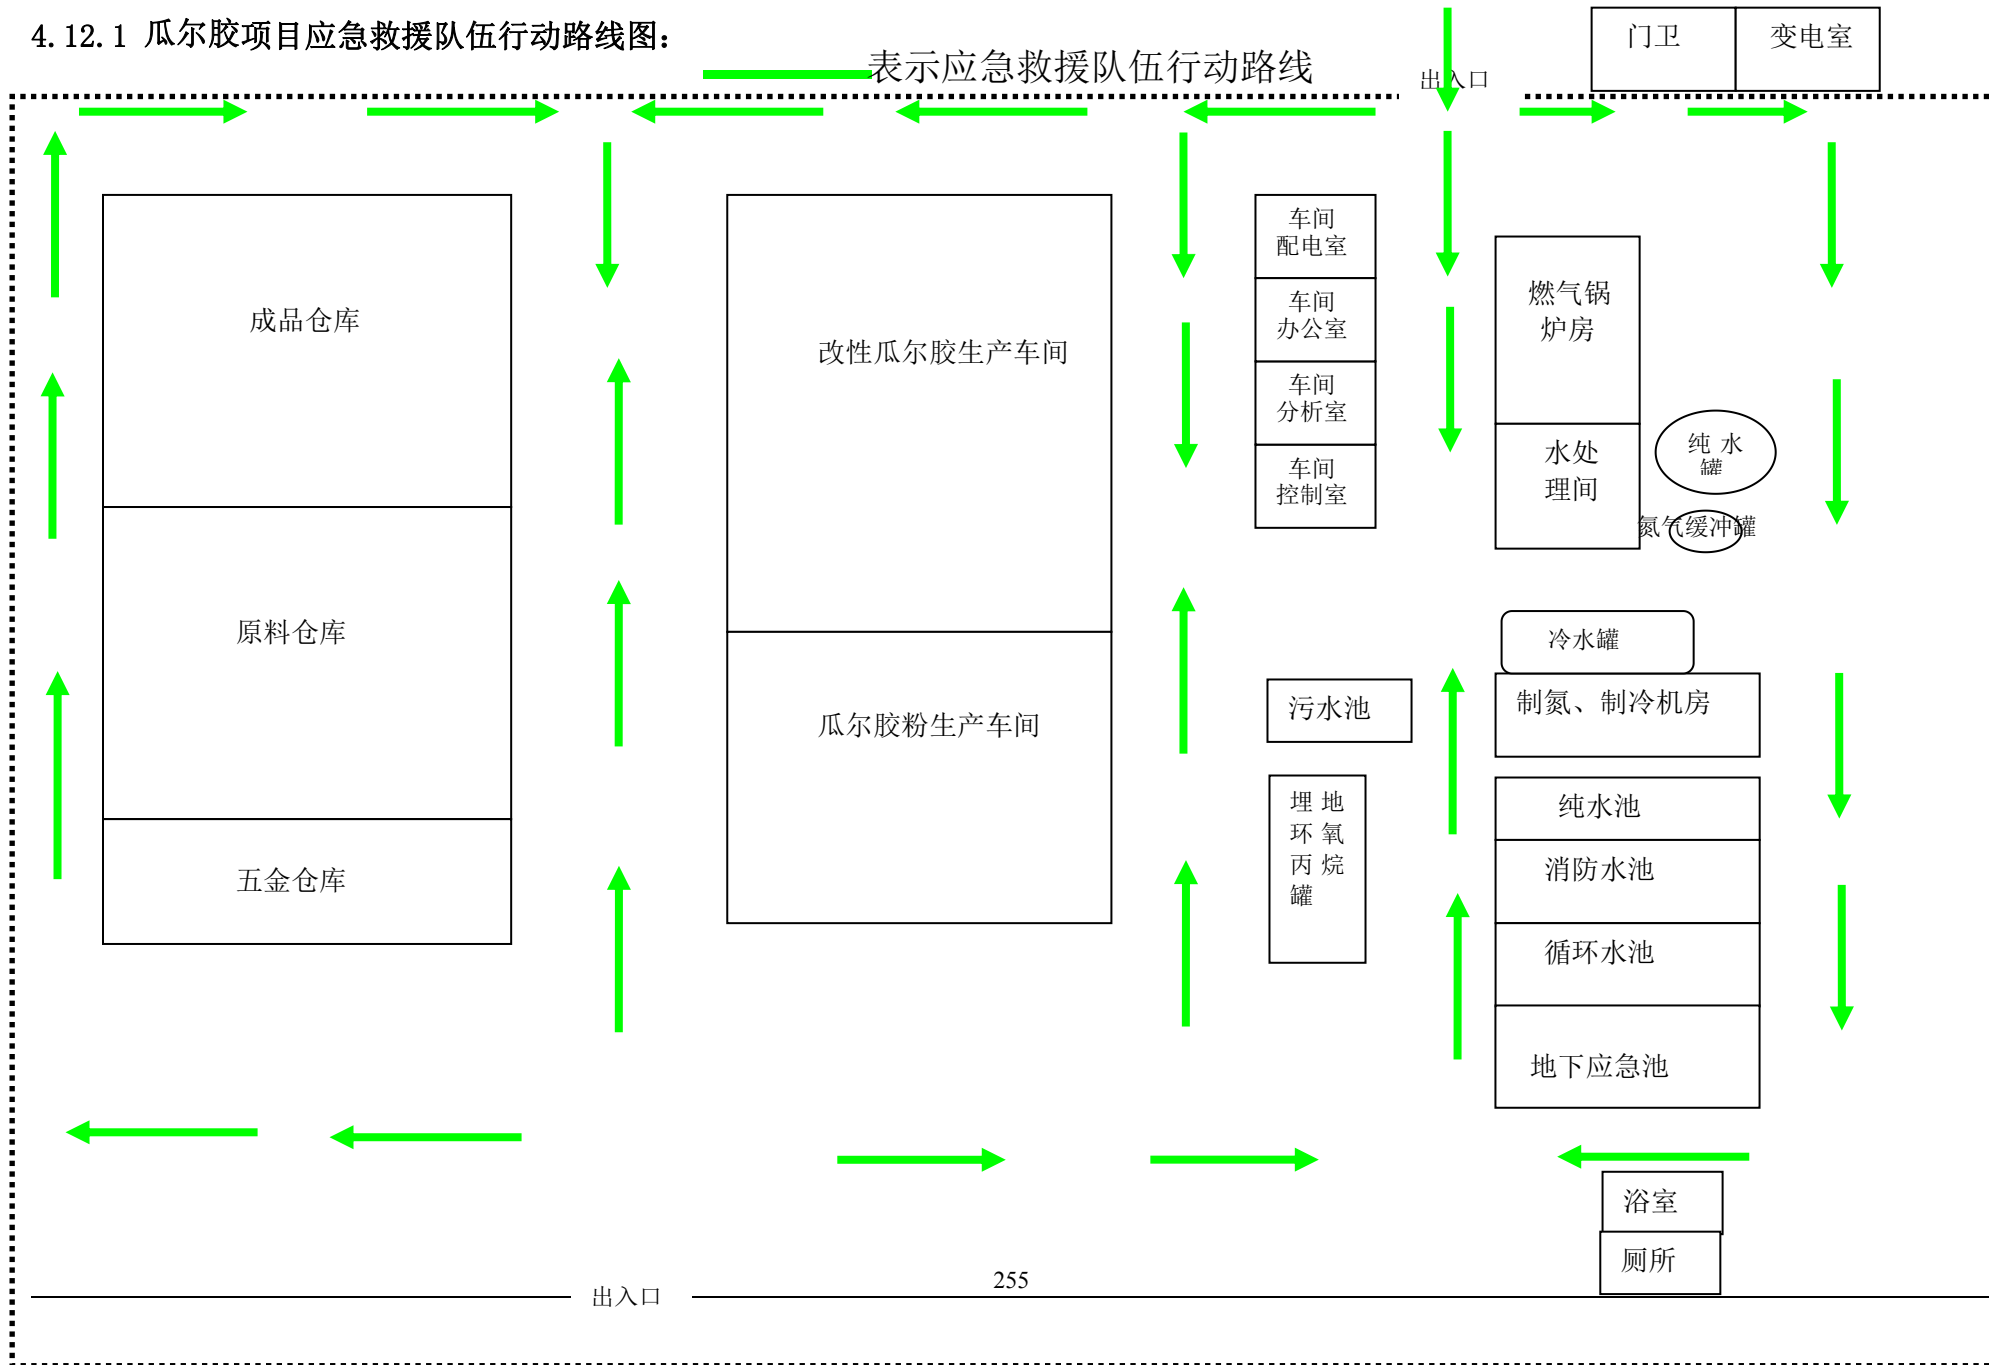 4.12.1 瓜尔胶项目应急救援队伍行动路线图:
表示应急救援队伍行动路线
出入口
门卫
变电室
成品仓库
原料仓库
五金仓库
改性瓜尔胶生产车间
瓜尔胶粉生产车间
车间
配电室
车间
办公室
车间
分析室
车间
控制室
污水池
埋 地
环 氧
丙 烷
罐
燃气锅
炉房
水处
理间
纯 水
罐
氮气缓冲罐
冷水罐
制氮、制冷机房
纯水池
消防水池
循环水池
地下应急池
浴室
厕所
255
出入口